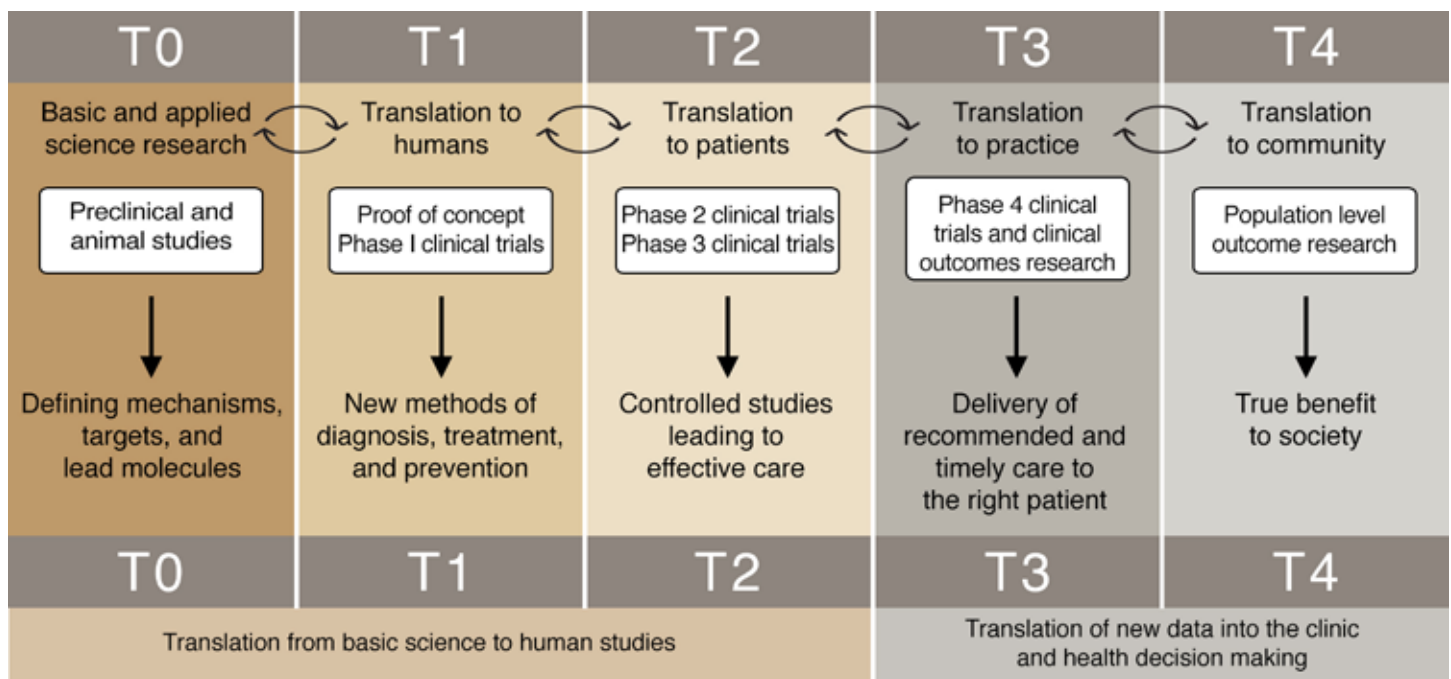 T0
T1
T2
T3
T4
Basic and applied
science research
Translation to
humans
Translation
to patients
Translation
to practice
Translation
to community
Preclinical and
animal studies
Proof of concept
Phase I clinical trials
Phase 2 clinical trials
Phase 3 clinical trials
Phase 4 clinical
trials and clinical
outcomes research
Population level
outcome research
Defining mechanisms,
targets, and
lead molecules
New methods of
diagnosis, treatment,
and prevention
Controlled studies
leading to
effective care
Delivery of
recommended and
timely care to
the right patient
True benefit
to society
T0
T1
T2
T3
T4
Translation from basic science to human studies
Translation of new data into the clinic
and health decision making